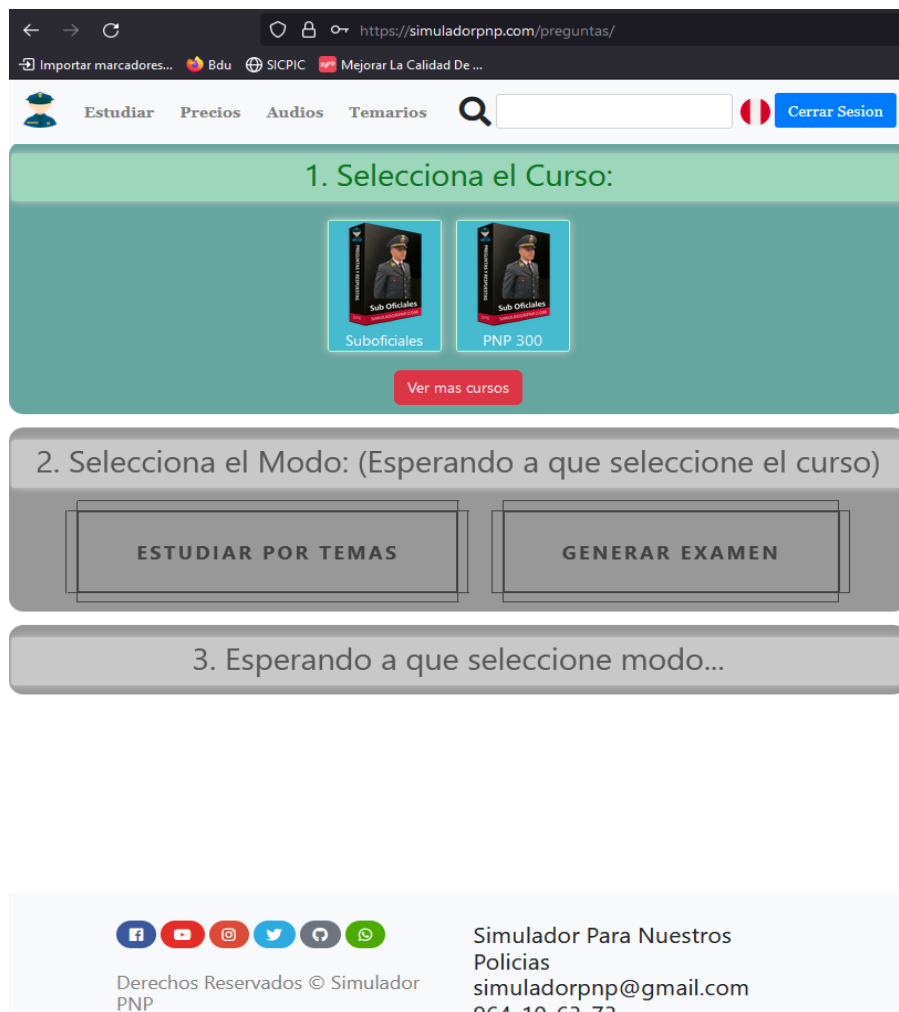 https://simuladorpnp.com/preguntas/
Importar marcadores... Bdu SICPIC Mejorar La Calidad De ...
Estudiar Precios Audios Temarios Cerrar Sesion
1. Selecciona el Curso:
Sub Oficiales Sub Oficiales
Suboficiales PNP 300
Ver mas cursos
2. Selecciona el Modo: (Esperando a que seleccione el curso)
ESTUDIAR POR TEMAS GENERAR EXAMEN
3. Esperando a que seleccione modo...
Derechos Reservados © Simulador
PNP
Simulador Para Nuestros
Policias
simuladorpnp@gmail.com